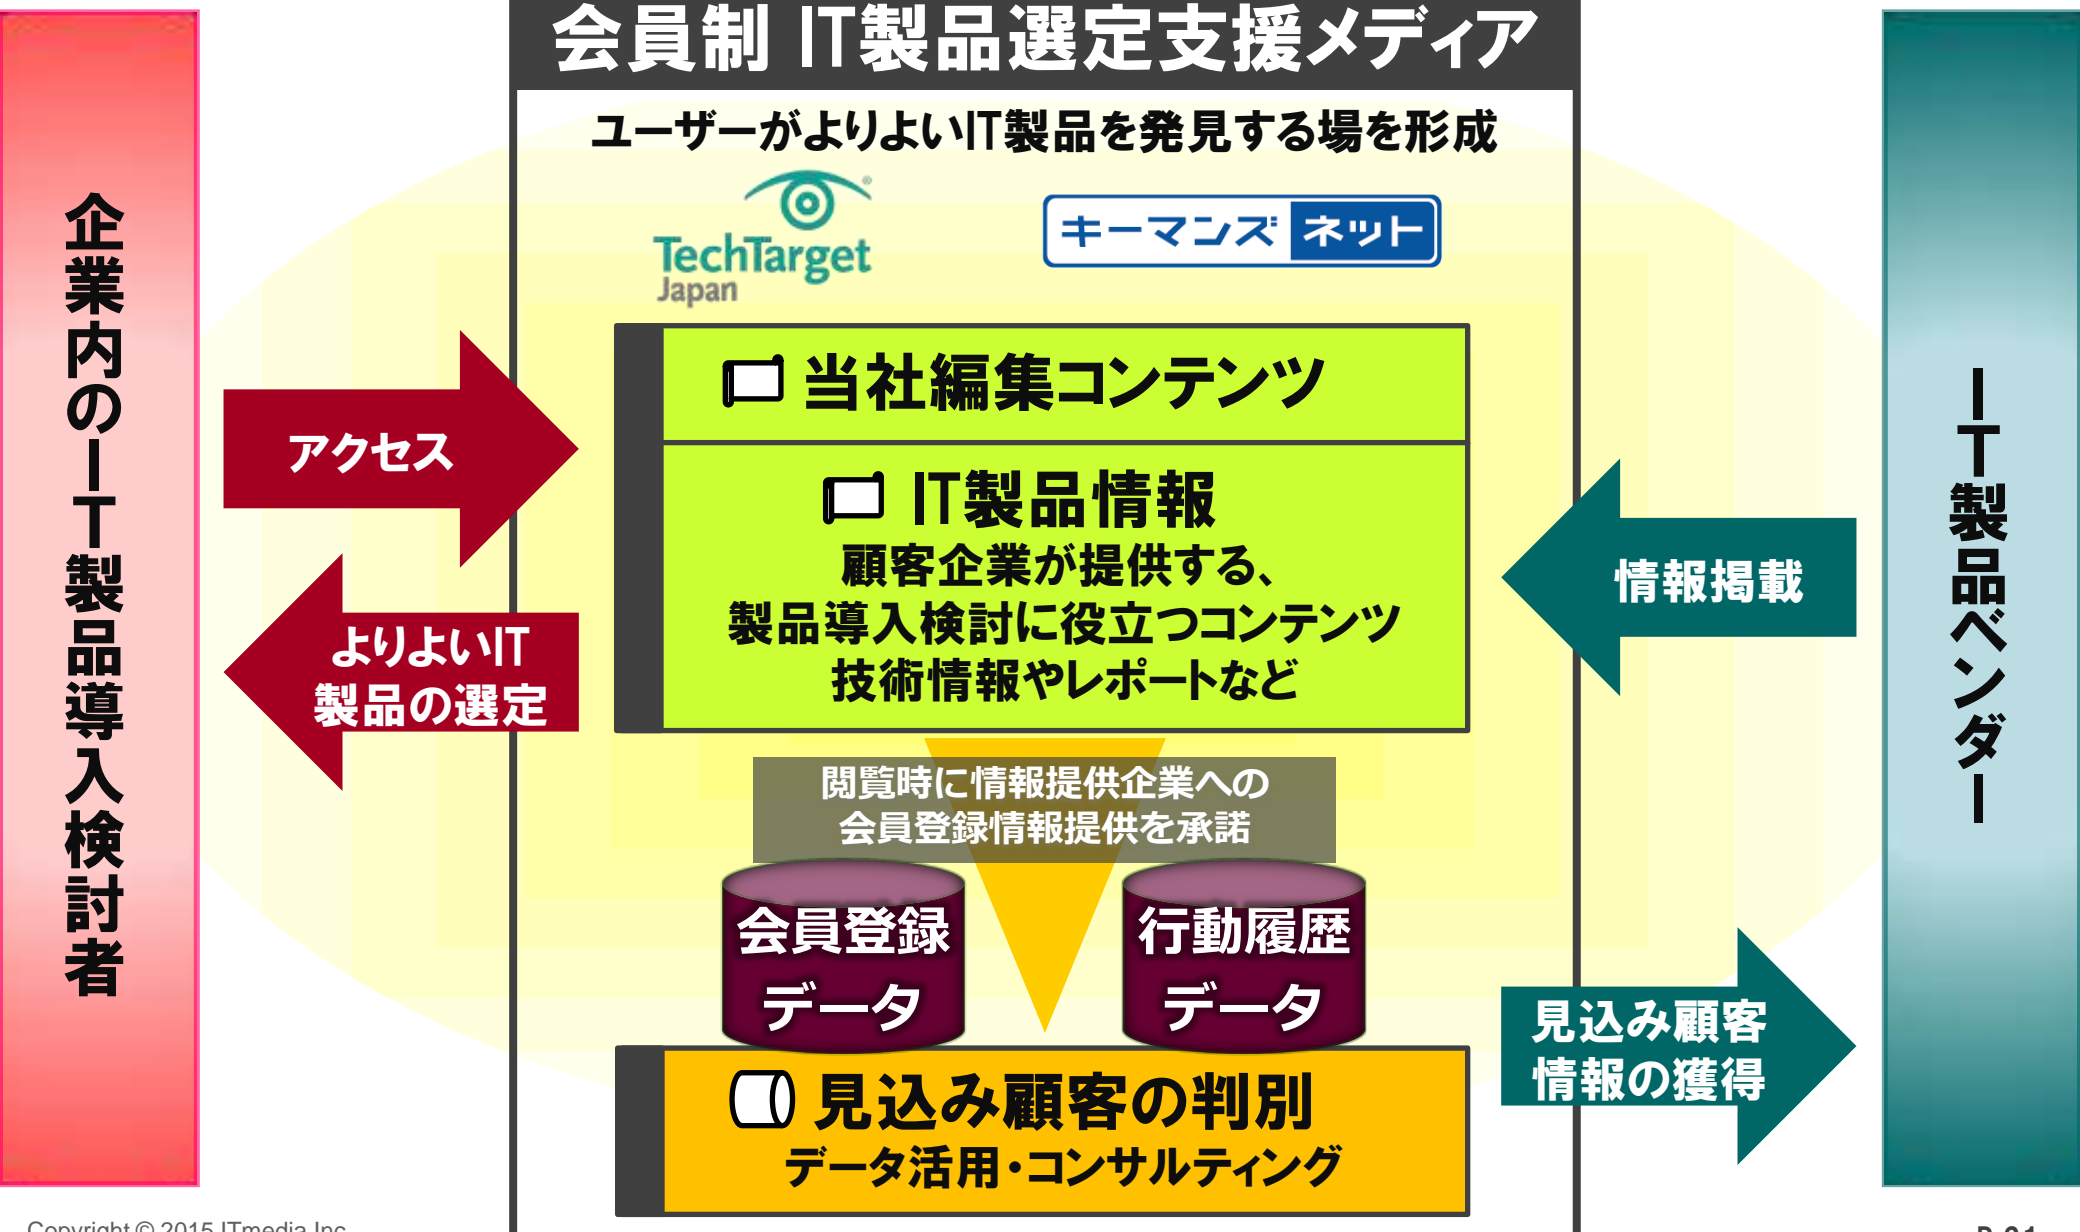 会員制 IT製品選定支援メディア
ユーザーがよりよいIT製品を発見する場を形成
TechTarget
Japan
キーマンズネット
企業内のIT製品導入検討者
アクセス
よりよいIT
製品の選定
当社編集コンテンツ
IT製品情報
顧客企業が提供する、
製品導入検討に役立つコンテンツ
技術情報やレポートなど
情報掲載
IT製品ベンダー
閲覧時に情報提供企業への
会員登録情報提供を承諾
会員登録
データ
行動履歴
データ
見込み顧客
情報の獲得
見込み顧客の判別
データ活用・コンサルティング
Copyright © 2015 ITmedia Inc